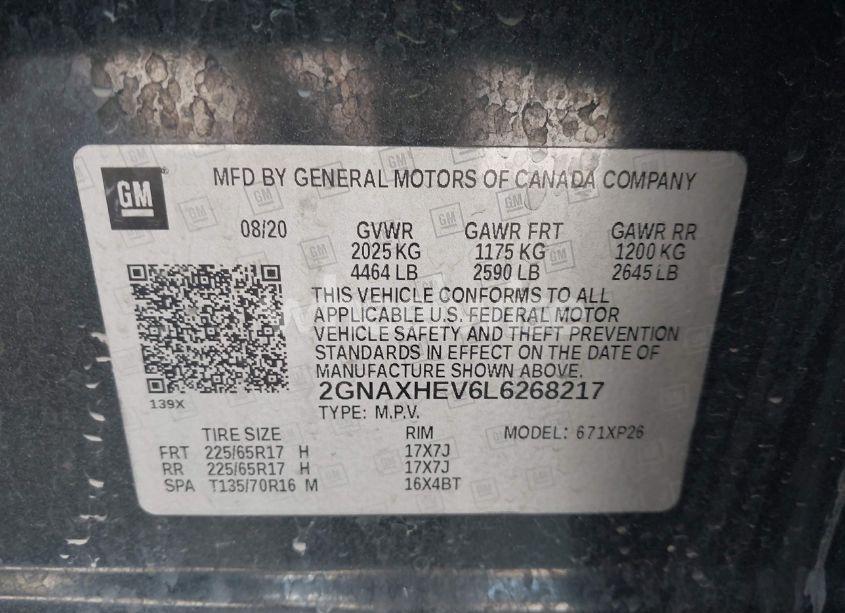 GM
MFD BY GENERAL MOTORS OF CANADA COMPANY
08/20 GVWR GAWR FRT GAWR RR
2025 KG 1175 KG 1200 KG
4464 LB 2590 LB 2645 LB
THIS VEHICLE CONFORMS TO ALL
APPLICABLE U.S. FEDERAL MOTOR
VEHICLE SAFETY AND THEFT PREVENTION
STANDARDS IN EFFECT ON THE DATE OF
MANUFACTURE SHOWN ABOVE.
139X
2GNAXHEV6L6268217
TYPE: M.P.V.
TIRE SIZE RIM MODEL: 671XP26
FRT 225/65R17 H 17X7J
RR 225/65R17 H 17X7J
SPA T135/70R16 M 16X4BT